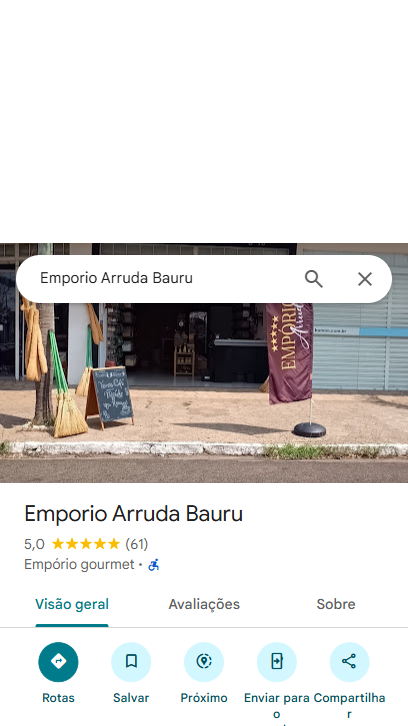 Emporio Arruda Bauru
EMPÓRIO
Arruda
Emporio Arruda Bauru
5,0 (61)
Empório gourmet ·
Visão geral Avaliações Sobre
Rotas Salvar Próximo Enviar para o Compartilhar